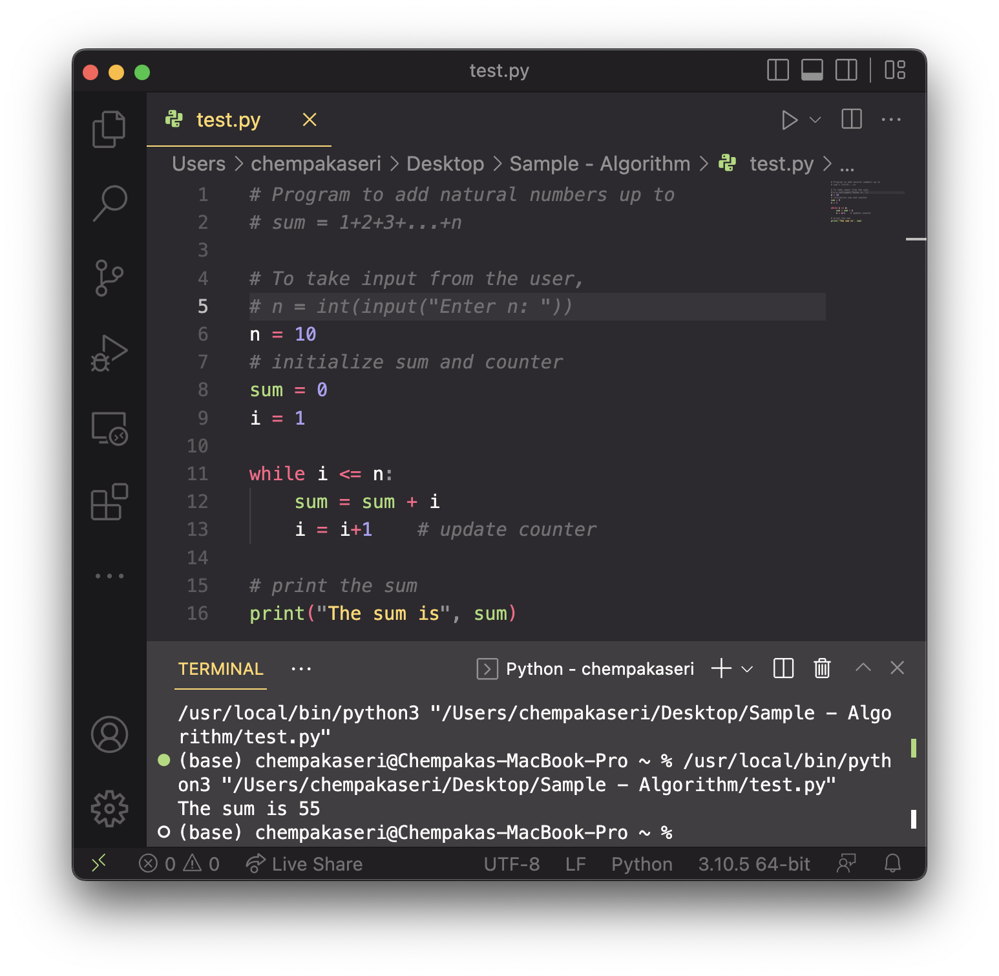 test.py
test.py
Users > chempakaseri > Desktop > Sample - Algorithm > test.py > ...
1 # Program to add natural numbers up to
2 # sum = 1+2+3+...+n
3
4 # To take input from the user,
5 # n = int(input("Enter n: "))
6 n = 10
7 # initialize sum and counter
8 sum = 0
9 i = 1
10
11 while i <= n:
12     sum = sum + i
13     i = i+1    # update counter
14
15 # print the sum
16 print("The sum is", sum)
TERMINAL ... Python - chempakaseri
/usr/local/bin/python3 "/Users/chempakaseri/Desktop/Sample - Algo
rithm/test.py"
(base) chempakaseri@Chempakas-MacBook-Pro ~ % /usr/local/bin/pyth
on3 "/Users/chempakaseri/Desktop/Sample - Algorithm/test.py"
The sum is 55
(base) chempakaseri@Chempakas-MacBook-Pro ~ %
0 0 Live Share UTF-8 LF Python 3.10.5 64-bit